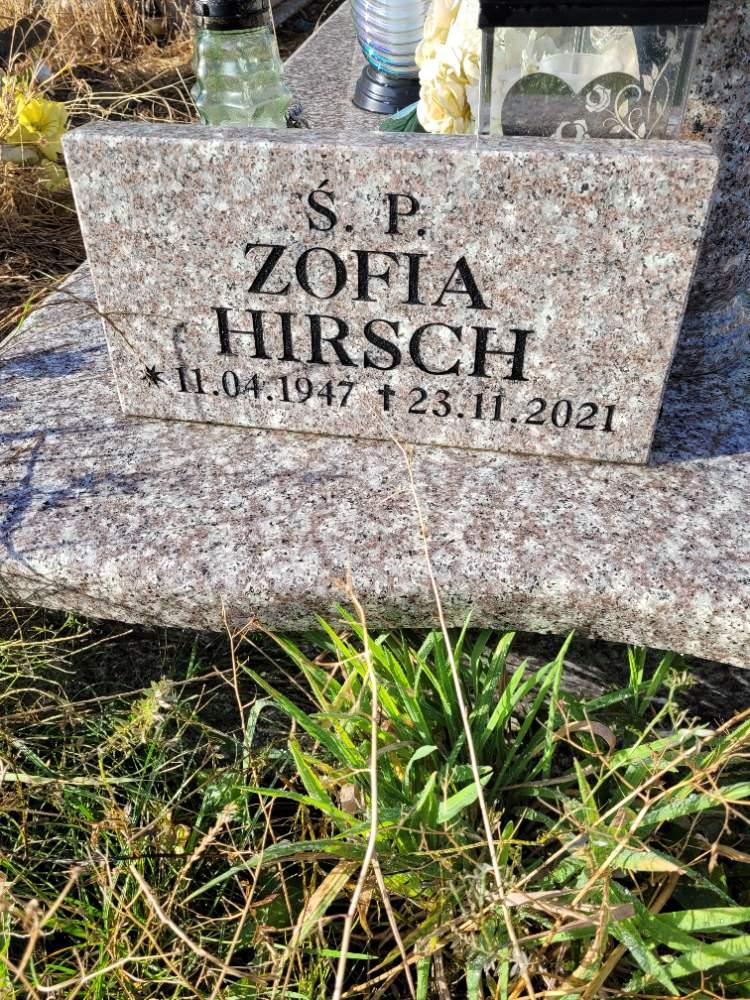 Ś. P.
ZOFIA
HIRSCH
* 11.04.1947 ✝ 23.11.2021